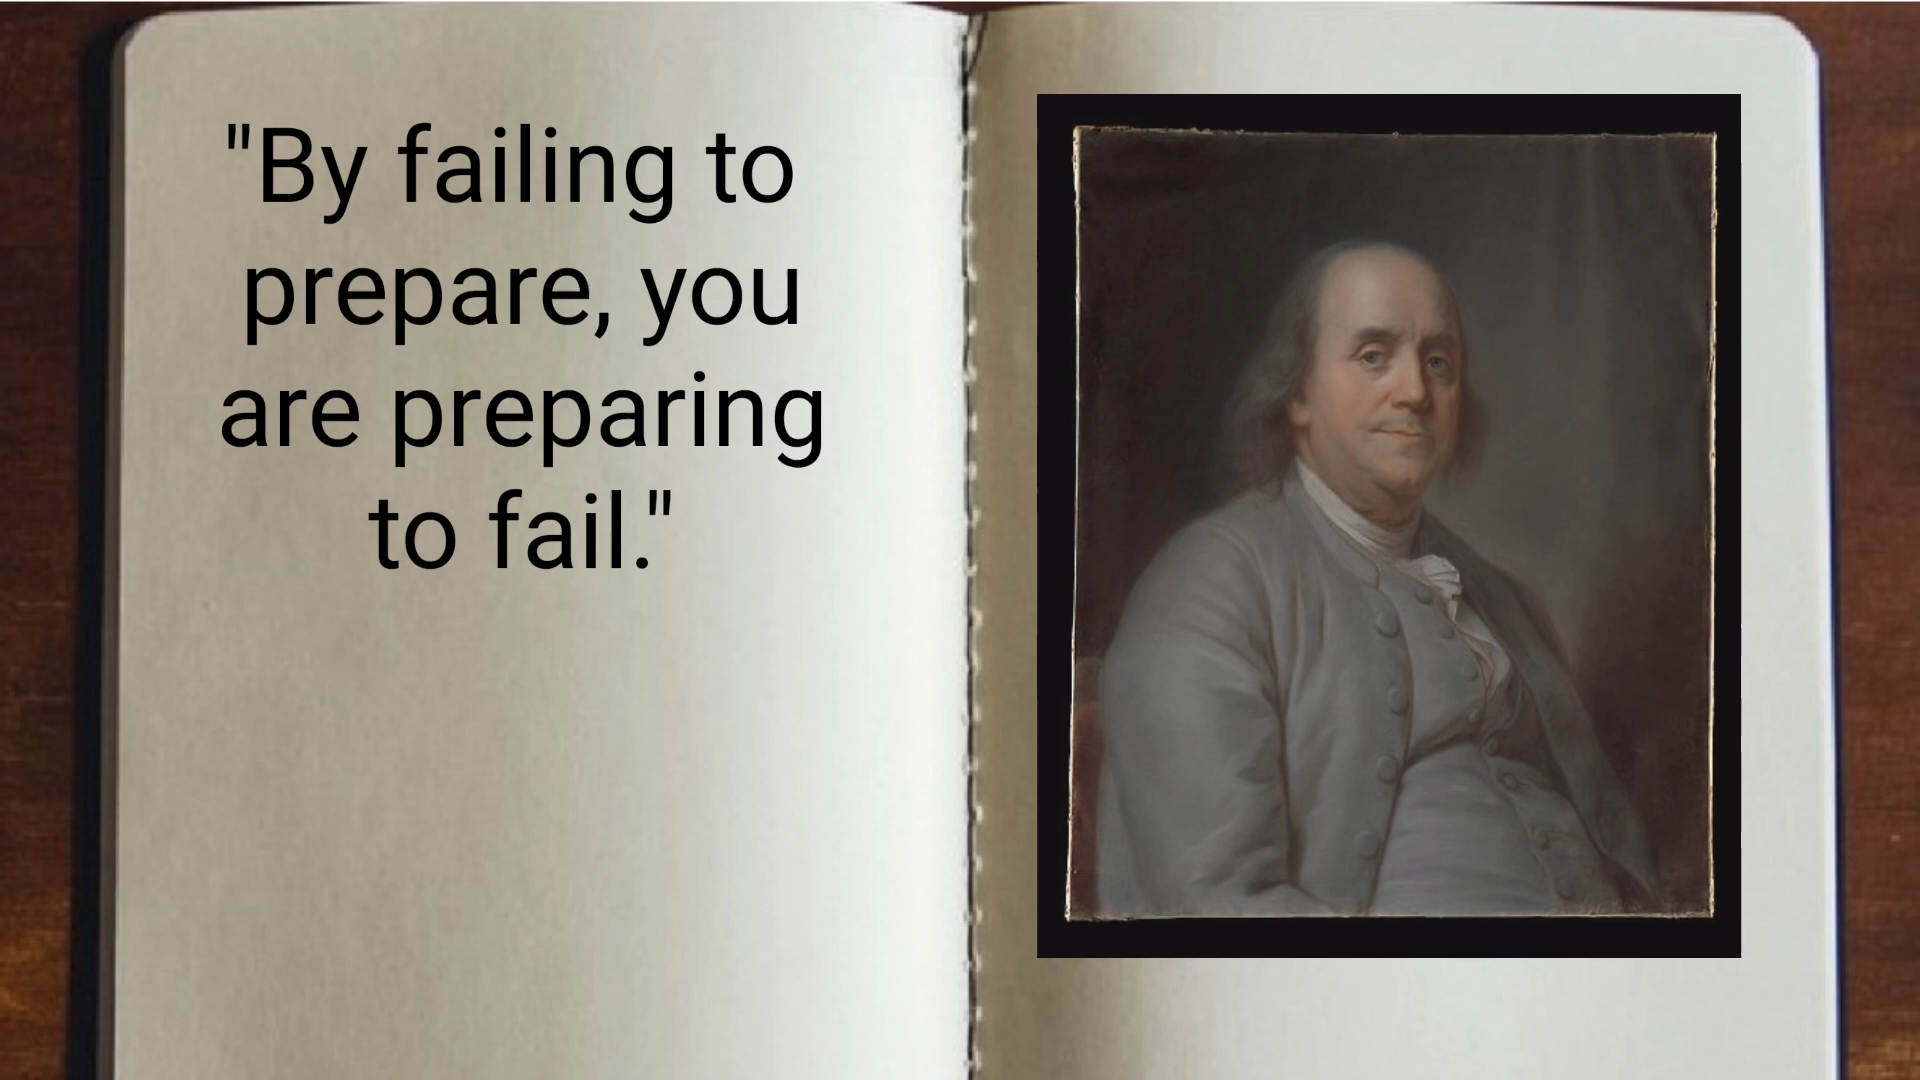 "By failing to
prepare, you
are preparing
to fail."